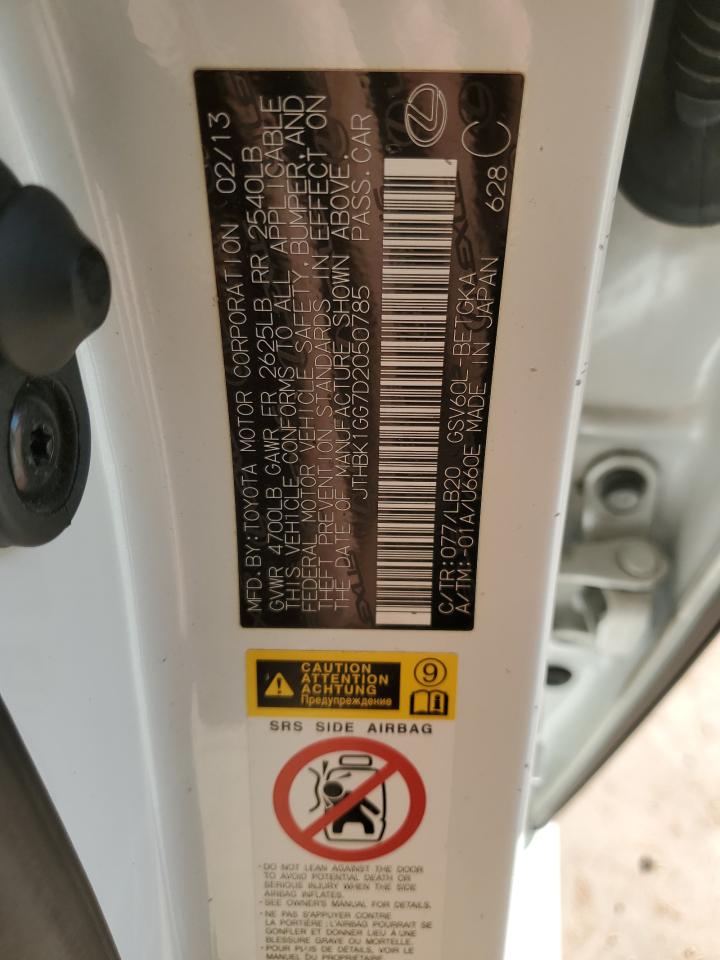 MFD.BY:TOYOTA MOTOR CORPORATION 02/13
GVWR 4700LB GAWR FR 2625LB RR 2540LB
THIS VEHICLE CONFORMS TO ALL APPLICABLE
FEDERAL MOTOR VEHICLE SAFETY, BUMPER, AND
THEFT PREVENTION STANDARDS IN EFFECT ON
THE DATE OF MANUFACTURE SHOWN ABOVE.
JTHBK1GG7D2050785 PASS.CAR
C/TR:077/LB20 GSV60L-BETGKA 628 C
A/TM:-01A/U660E MADE IN JAPAN
CAUTION
ATTENTION
ACHTUNG
Предупреждение
9
SRS SIDE AIRBAG
·DO NOT LEAN AGAINST THE DOOR
TO AVOID POTENTIAL DEATH OR
SERIOUS INJURY WHEN THE SIDE
AIRBAG INFLATES.
·SEE OWNER'S MANUAL FOR DETAILS.
·NE PAS S'APPUYER CONTRE
LA PORTIÈRE; L'AIRBAG POURRAIT SE
GONFLER ET DONNER LIEU À UNE
BLESSURE GRAVE OU MORTELLE.
·POUR PLUS DE DÉTAILS, VOIR LE
MANUEL DU PROPRIÉTAIRE.